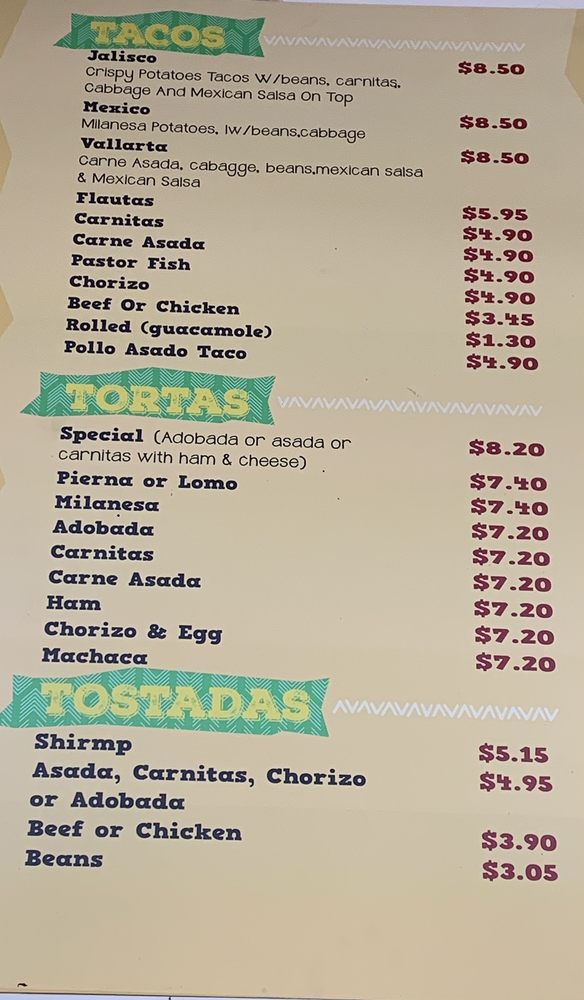 TACOS
Jalisco $8.50
Crispy Potatoes Tacos W/beans, carnitas,
Cabbage And Mexican Salsa On Top
Mexico $8.50
Milanesa Potatoes, lw/beans,cabbage
Vallarta $8.50
Carne Asada, cabagge, beans,mexican salsa
& Mexican Salsa
Flautas $5.95
Carnitas $4.90
Carne Asada $4.90
Pastor Fish $4.90
Chorizo $4.90
Beef Or Chicken $3.45
Rolled (guacamole) $1.30
Pollo Asado Taco $4.90
TORTAS
Special (Adobada or asada or $8.20
carnitas with ham & cheese)
Pierna or Lomo $7.40
Milanesa $7.40
Adobada $7.20
Carnitas $7.20
Carne Asada $7.20
Ham $7.20
Chorizo & Egg $7.20
Machaca $7.20
TOSTADAS
Shirmp $5.15
Asada, Carnitas, Chorizo $4.95
or Adobada
Beef or Chicken $3.90
Beans $3.05